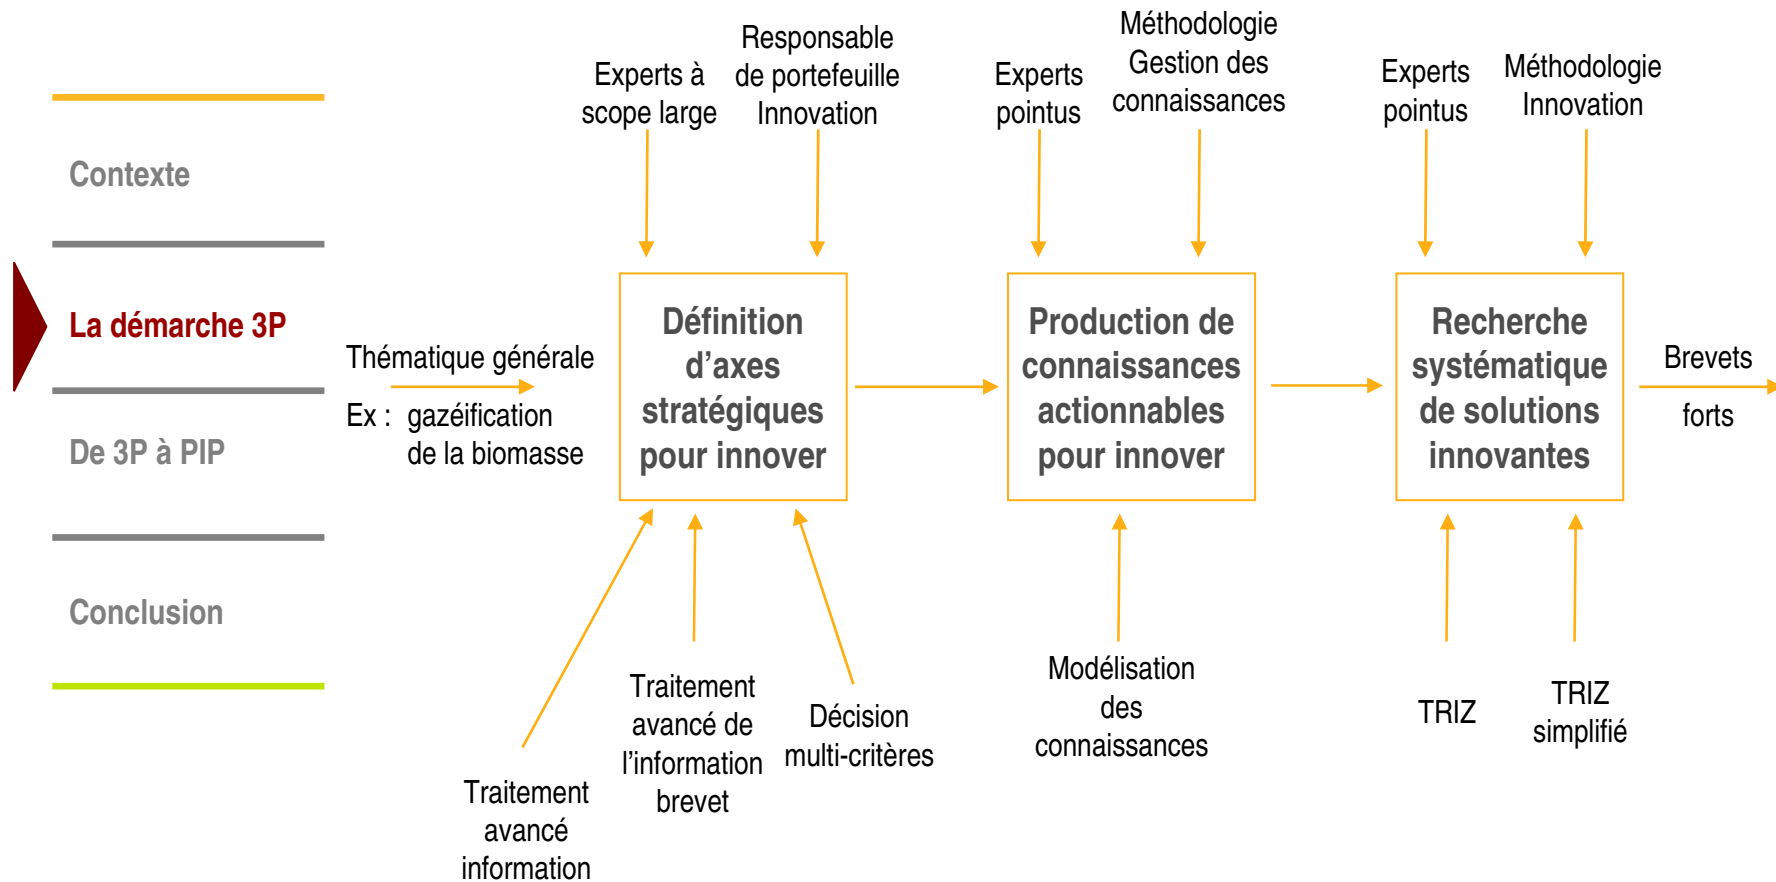 Contexte
La démarche 3P
De 3P à PIP
Conclusion
Thématique générale
Ex : gazéification
de la biomasse
Experts à
scope large
Responsable
de portefeuille
Innovation
Définition
d'axes
stratégiques
pour innover
Traitement
avancé
information
Traitement
avancé de
l'information
brevet
Décision
multi-critères
Experts
pointus
Méthodologie
Gestion des
connaissances
Production de
connaissances
actionnables
pour innover
Modélisation
des
connaissances
Experts
pointus
Méthodologie
Innovation
Recherche
systématique
de solutions
innovantes
TRIZ
TRIZ
simplifié
Brevets
forts